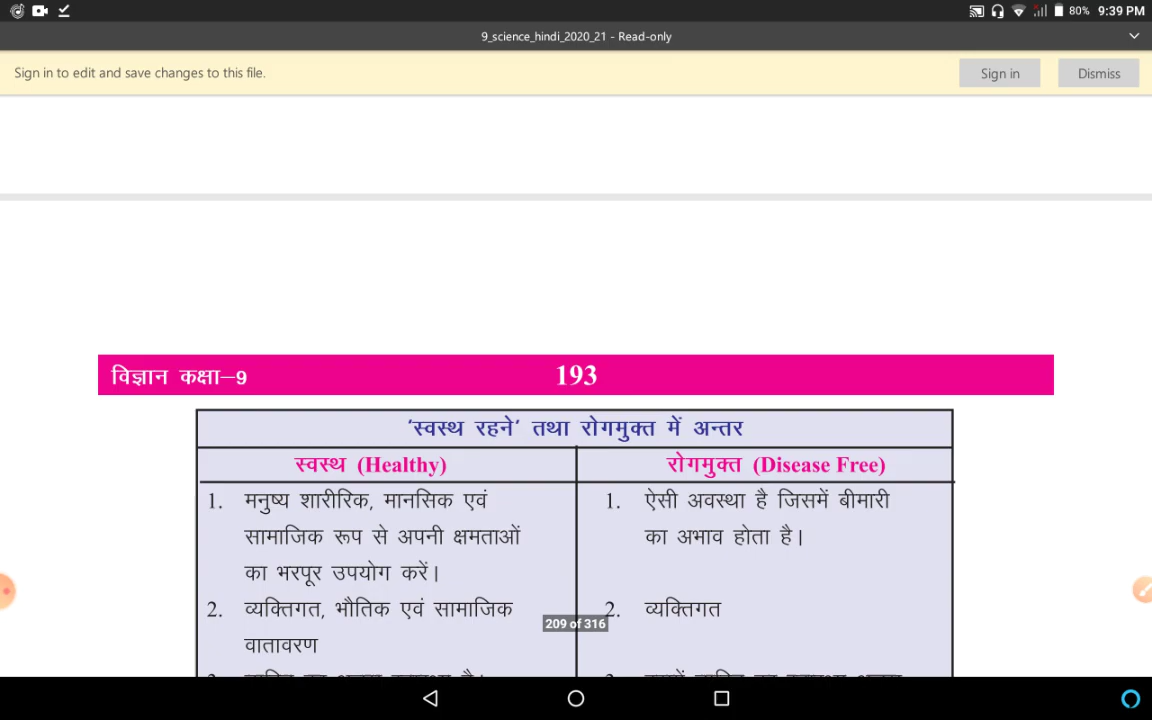 80% 9:39 PM
9_science_hindi_2020_21 - Read-only
Sign in to edit and save changes to this file.
Sign in
Dismiss
विज्ञान कक्षा–9
193
'स्वस्थ रहने' तथा रोगमुक्त में अन्तर
स्वस्थ (Healthy)
रोगमुक्त (Disease Free)
1. मनुष्य शारीरिक, मानसिक एवं
सामाजिक रूप से अपनी क्षमताओं
का भरपूर उपयोग करें।
1. ऐसी अवस्था है जिसमें बीमारी
का अभाव होता है।
2. व्यक्तिगत, भौतिक एवं सामाजिक
वातावरण
2. व्यक्तिगत
209 of 316